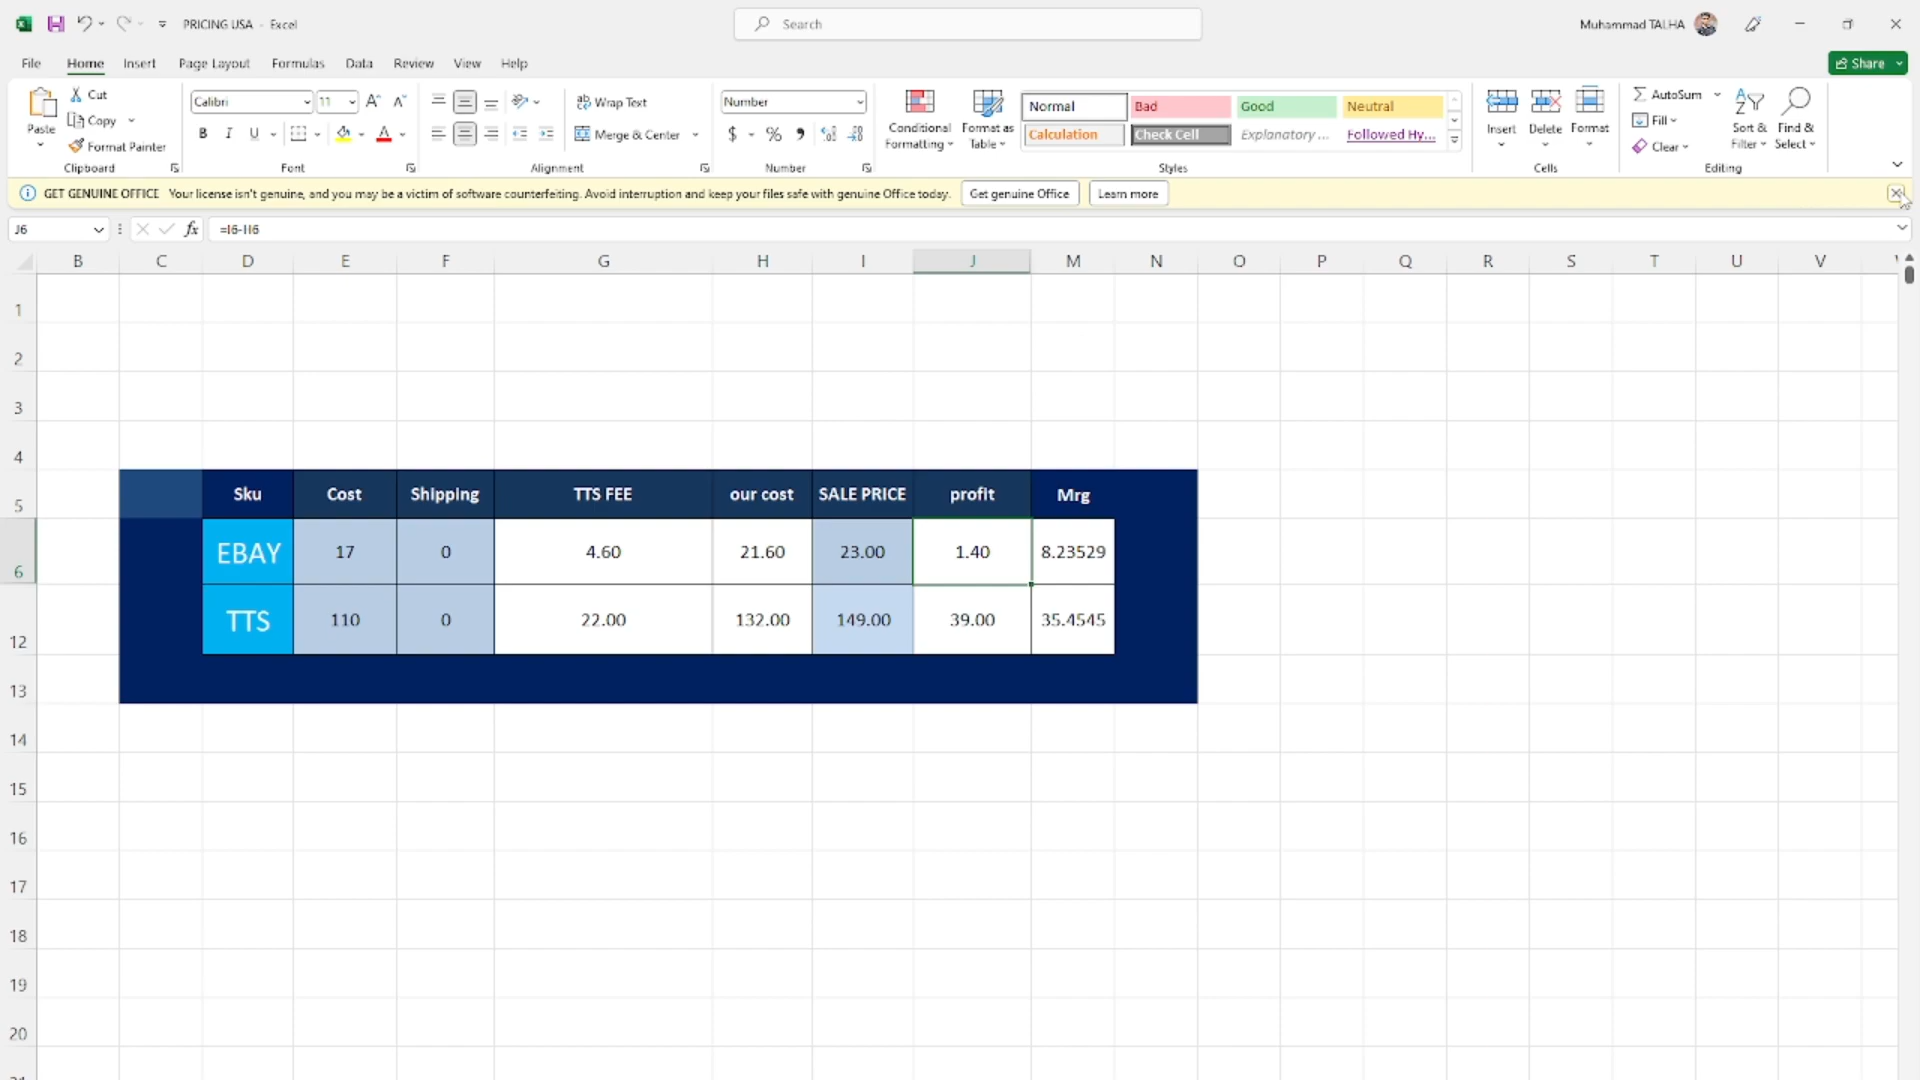 PRICING USA - Excel
Search
Muhammad TALHA
File Home Insert Page Layout Formulas Data Review View Help
Share
Paste
Cut
Copy
Format Painter
Clipboard
Calibri 11
B I U
Font
Wrap Text
Merge & Center
Alignment
Number
$ % ,
Number
Conditional Formatting
Format as Table
Normal Bad Good Neutral
Calculation Check Cell Explanatory ... Followed Hy...
Styles
Insert Delete Format
Cells
AutoSum
Fill
Clear
Sort & Filter
Find & Select
Editing
GET GENUINE OFFICE Your license isn't genuine, and you may be a victim of software counterfeiting. Avoid interruption and keep your files safe with genuine Office today. Get genuine Office Learn more
J6 fx =I6-H6
B C D E F G H I J M N O P Q R S T U V
1
2
3
4
5 Sku Cost Shipping TTS FEE our cost SALE PRICE profit Mrg
6 EBAY 17 0 4.60 21.60 23.00 1.40 8.23529
12 TTS 110 0 22.00 132.00 149.00 39.00 35.4545
13
14
15
16
17
18
19
20